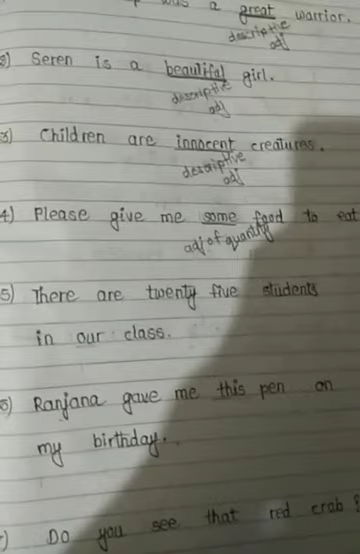 was a great warrior.
descriptive
adj
2) Seren is a beautiful girl.
descriptive
adj
3) Children are innocent creatures.
descriptive
adj
4) Please give me some food to eat
adj of quantity
5) There are twenty five students
in our class.
6) Ranjana gave me this pen on
my birthday.
7) Do you see that red crab?